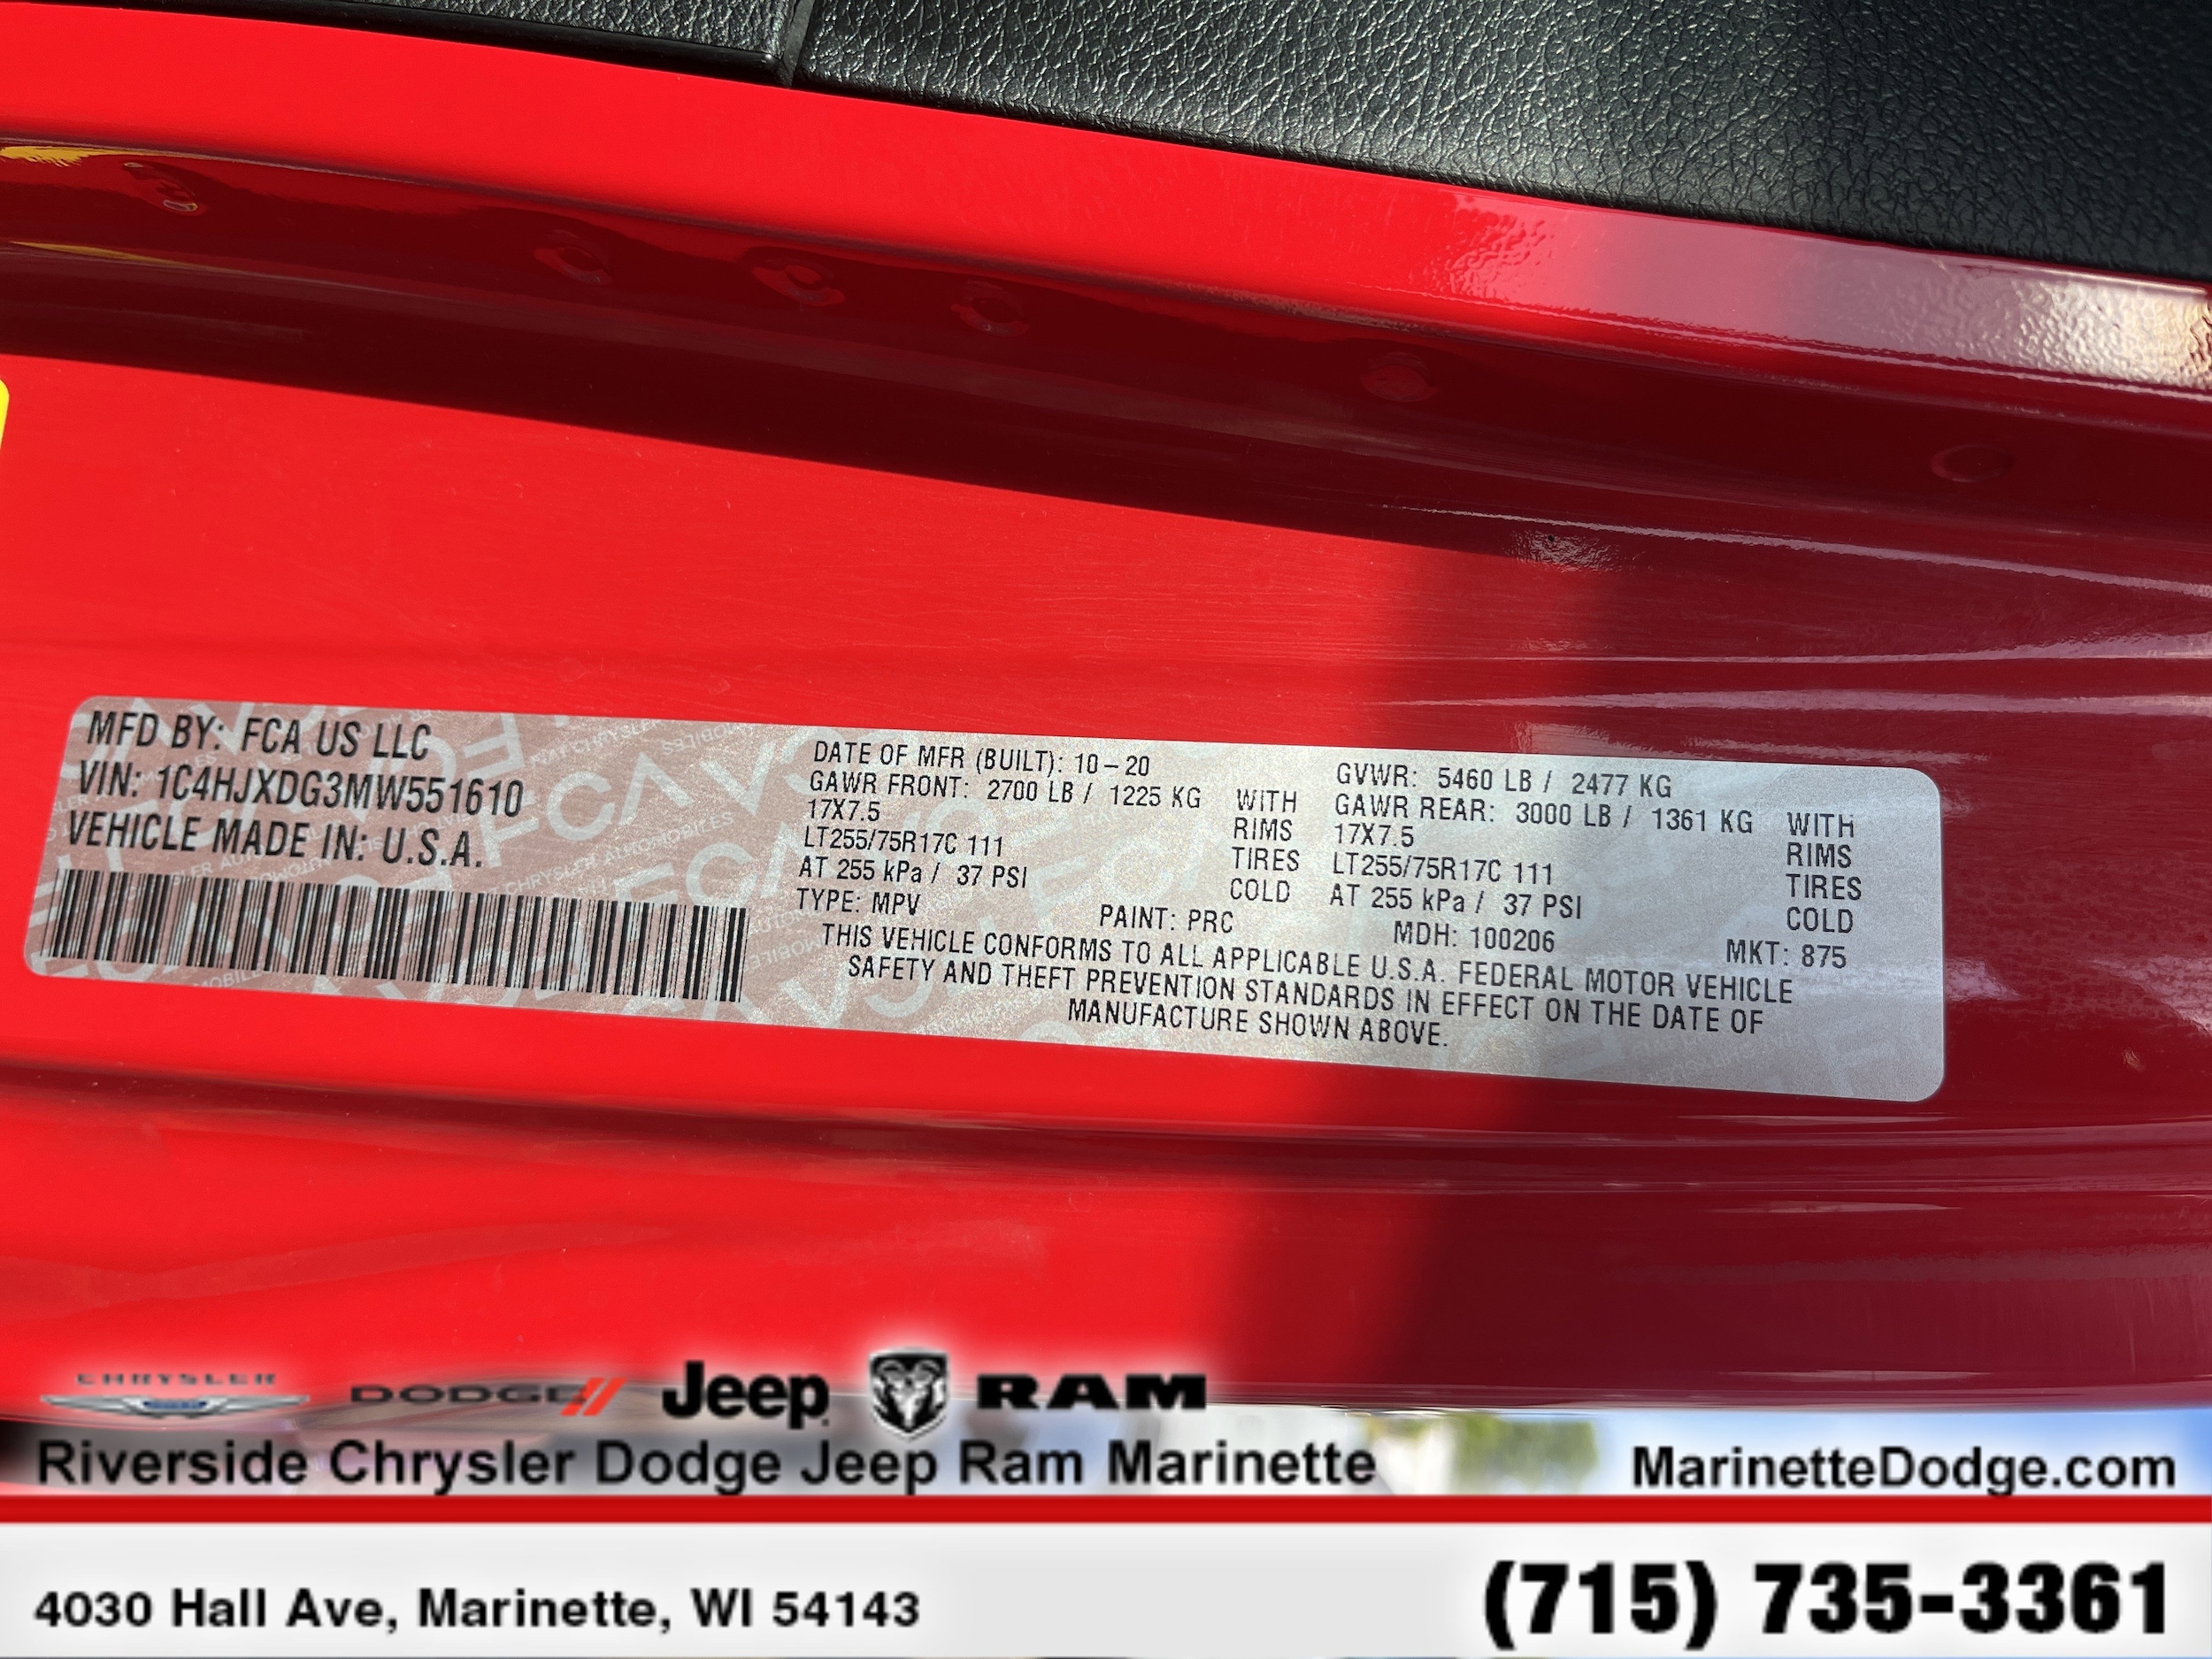 MFD BY: FCA US LLC
VIN: 1C4HJXDG3MW551610
VEHICLE MADE IN: U.S.A.
DATE OF MFR (BUILT): 10-20
GAWR FRONT: 2700 LB / 1225 KG WITH
17X7.5 RIMS
LT255/75R17C 111 TIRES
AT 255 kPa / 37 PSI COLD
GVWR: 5460 LB / 2477 KG
GAWR REAR: 3000 LB / 1361 KG WITH
17X7.5 RIMS
LT255/75R17C 111 TIRES
AT 255 kPa / 37 PSI COLD
TYPE: MPV PAINT: PRC MDH: 100206 MKT: 875
THIS VEHICLE CONFORMS TO ALL APPLICABLE U.S.A. FEDERAL MOTOR VEHICLE
SAFETY AND THEFT PREVENTION STANDARDS IN EFFECT ON THE DATE OF
MANUFACTURE SHOWN ABOVE.
CHRYSLER DODGE Jeep RAM
Riverside Chrysler Dodge Jeep Ram Marinette
MarinetteDodge.com
4030 Hall Ave, Marinette, WI 54143
(715) 735-3361